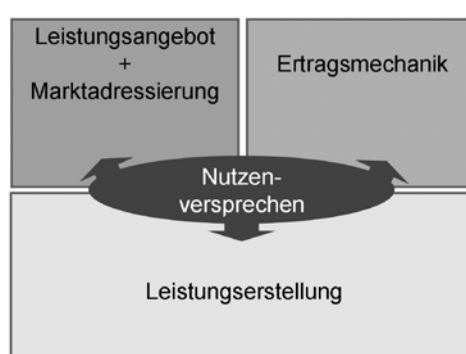 Leistungsangebot
+
Marktadressierung
Ertragsmechanik
Nutzen-
versprechen
Leistungserstellung